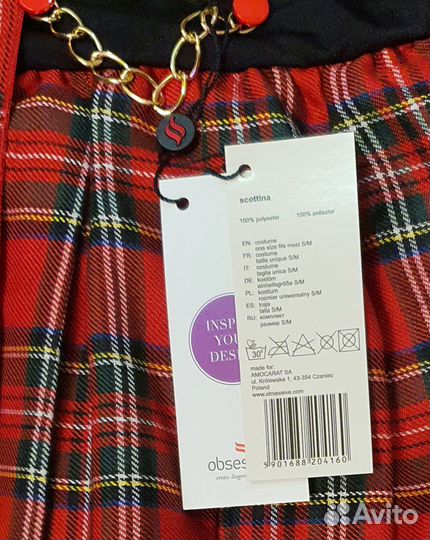 scottina
100% polyester 100% poliester
EN: costume
one size fits most S/M
FR: costume
taille unique S/M
IT: costume
taglia unica S/M
DE: kostüm
einheitsgröße S/M
PL: kostium
rozmiar uniwersalny S/M
ES: traje
talla S/M
RU: комплект
размер S/M
30°
made for:
AMOCARAT SA
ul. Królewska 1, 43-354 Czaniec
Poland
www.obsessive.com
5 901688 204160
INSP
YOU
DES
obsess
erotic lingerie
Avito